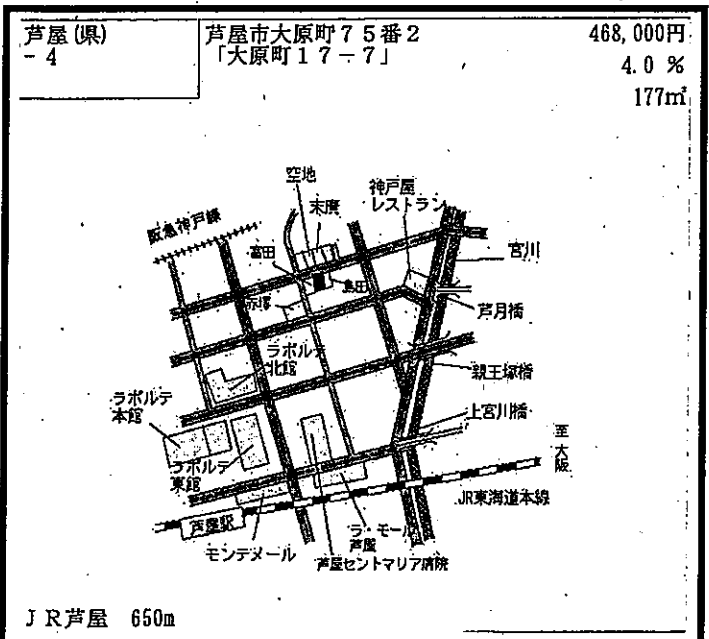 芦屋(県)
- 4
芦屋市大原町75番2
「大原町17-7」
468,000円
4.0 %
177㎡
空地
末廣
神戸屋
レストラン
阪急神戸線
富田
島田
赤塚
宮川
芦月橋
ラポルテ
北館
親王塚橋
ラポルテ
本館
上宮川橋
至大阪
ラポルテ
東館
JR東海道本線
芦屋駅
モンテメール
ラ・モール
芦屋
芦屋セントマリア病院
JR芦屋 650m